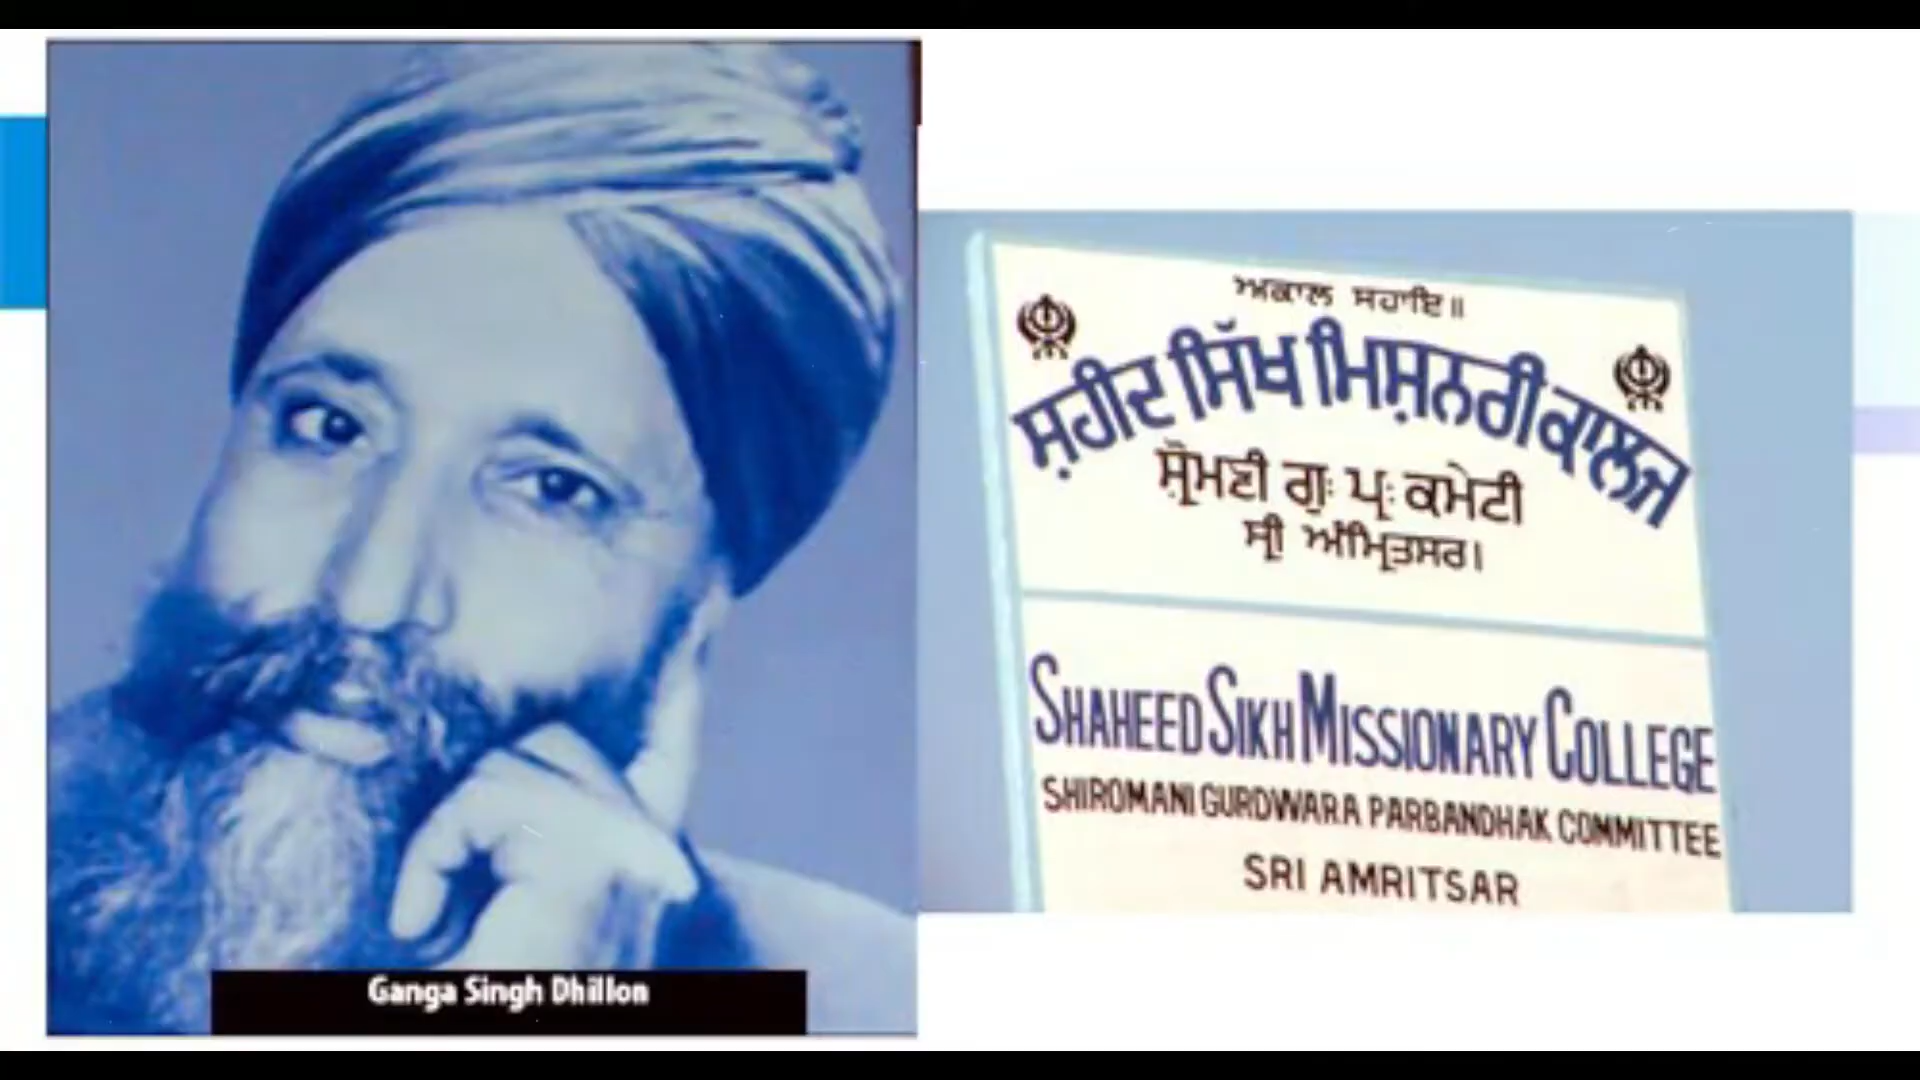 Ganga Singh Dhillon
ਅਕਾਲ ਸਹਾਇ॥
ਸ਼ਹੀਦ ਸਿੱਖ ਮਿਸ਼ਨਰੀ ਕਾਲਜ
ਸ਼੍ਰੋਮਣੀ ਗੁਃ ਪ੍ਰਃ ਕਮੇਟੀ
ਸ੍ਰੀ ਅੰਮ੍ਰਿਤਸਰ।
SHAHEED SIKH MISSIONARY COLLEGE
SHIROMANI GURDWARA PARBANDHAK COMMITTEE
SRI AMRITSAR